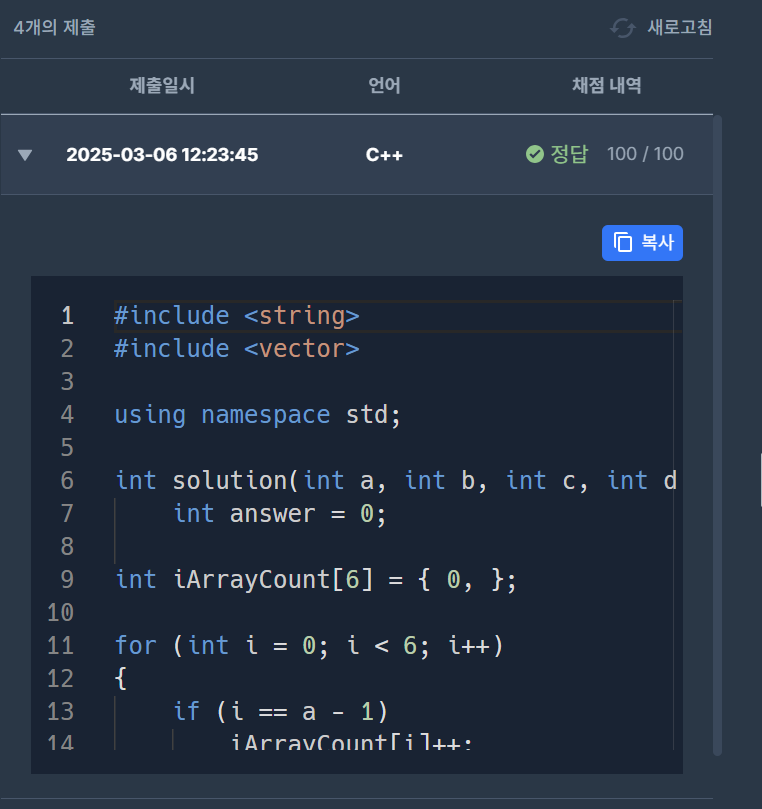 4개의 제출 새로고침
제출일시 언어 채점 내역
2025-03-06 12:23:45 C++ 정답 100 / 100
복사
1 #include <string>
2 #include <vector>
3
4 using namespace std;
5
6 int solution(int a, int b, int c, int d
7 int answer = 0;
8
9 int iArrayCount[6] = { 0, };
10
11 for (int i = 0; i < 6; i++)
12 {
13 if (i == a - 1)
14 iArrayCount[i]++;